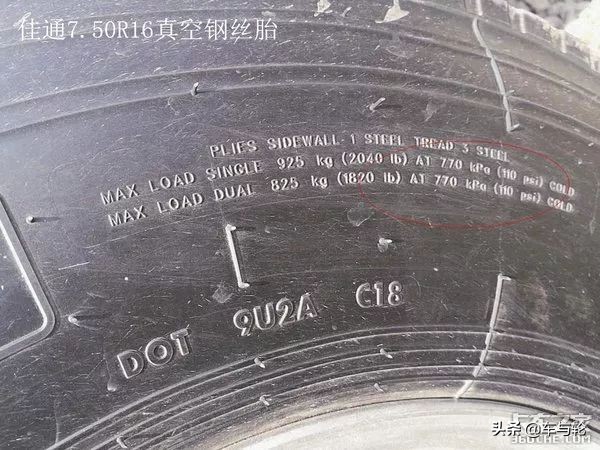 佳通7.50R16真空钢丝胎
PLIES SIDEWALL-1 STEEL TREAD 3 STEEL
MAX LOAD SINGLE 925 kg (2040 lb) AT 770 kPa (110 psi) COLD
MAX LOAD DUAL 825 kg (1820 lb) AT 770 kPa (110 psi) COLD
DOT 9U2A C18
头条@车与轮